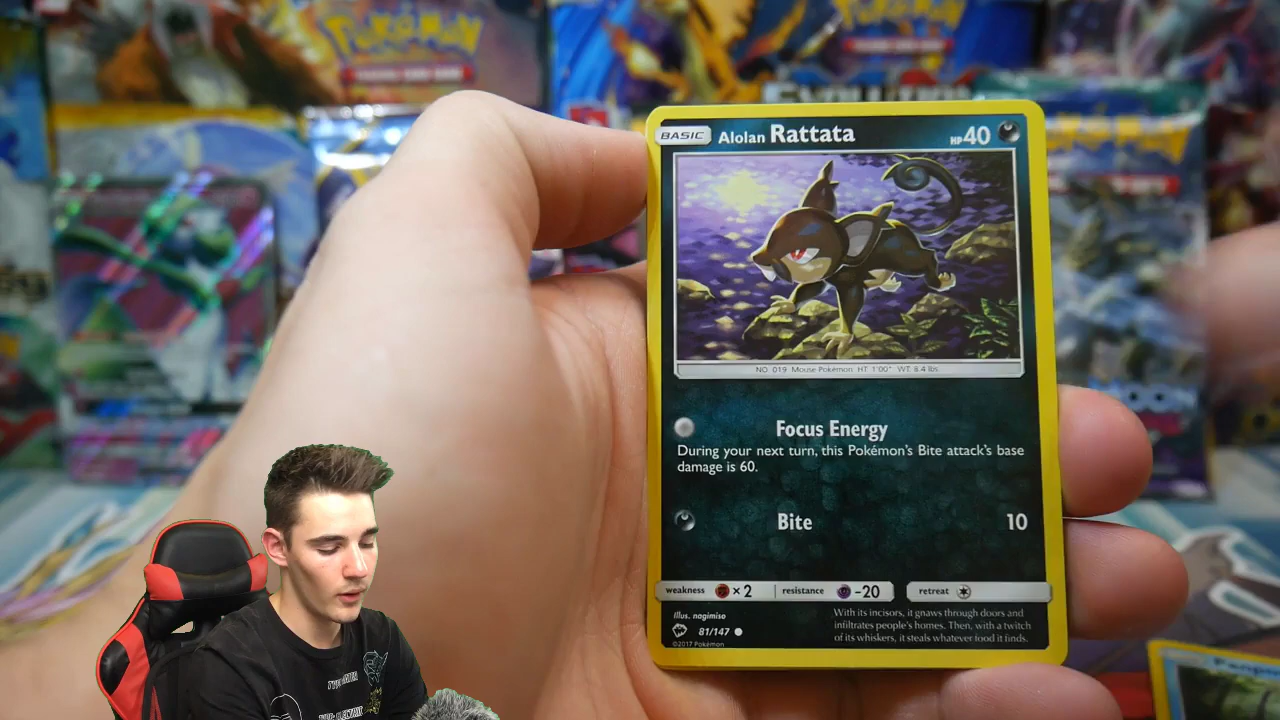 Pokémon
Pokémon
EVOLUTIONS
BASIC Alolan Rattata HP40
NO. 019 Mouse Pokémon HT 1'00" WT 8.4 lbs.
Focus Energy
During your next turn, this Pokémon's Bite attack's base
damage is 60.
Bite 10
weakness ×2 resistance -20 retreat
Illus. nagimiso
81/147
©2017 Pokémon
With its incisors, it gnaws through doors and
infiltrates people's homes. Then, with a twitch
of its whiskers, it steals whatever food it finds.